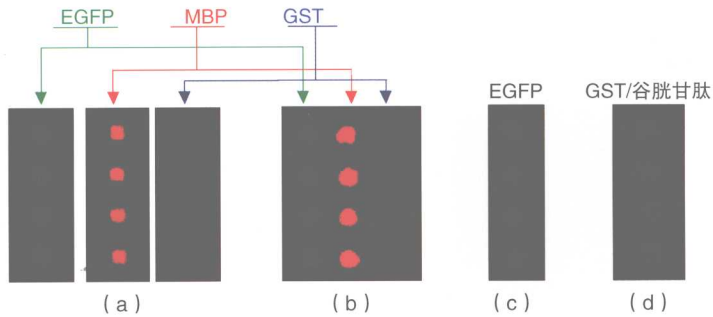 EGFP MBP GST
EGFP GST/谷胱甘肽
(a) (b) (c) (d)